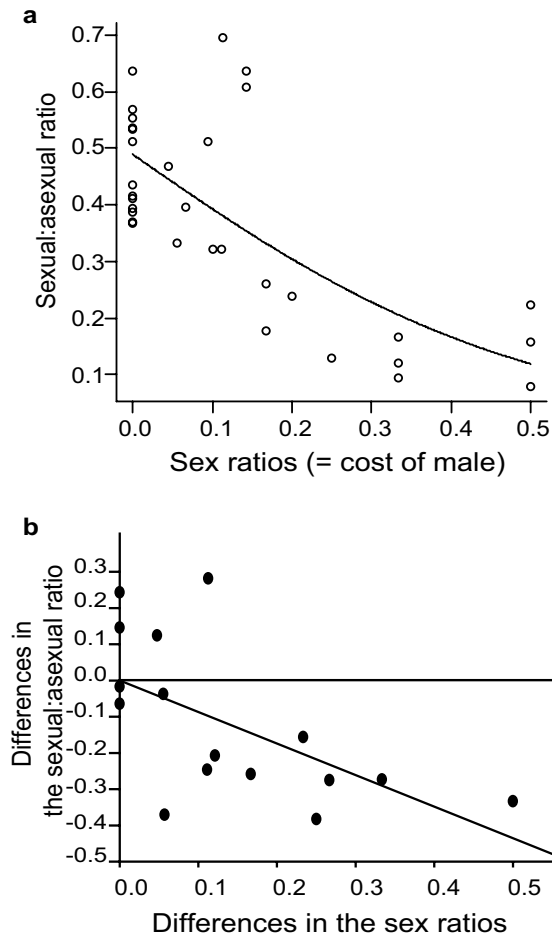 a
0.7
0.6
0.5
0.4
0.3
0.2
0.1
Sexual:asexual ratio
0.0 0.1 0.2 0.3 0.4 0.5
Sex ratios (= cost of male)
b
0.3
0.2
0.1
0.0
-0.1
-0.2
-0.3
-0.4
-0.5
Differences in
the sexual:asexual ratio
0.0 0.1 0.2 0.3 0.4 0.5
Differences in the sex ratios